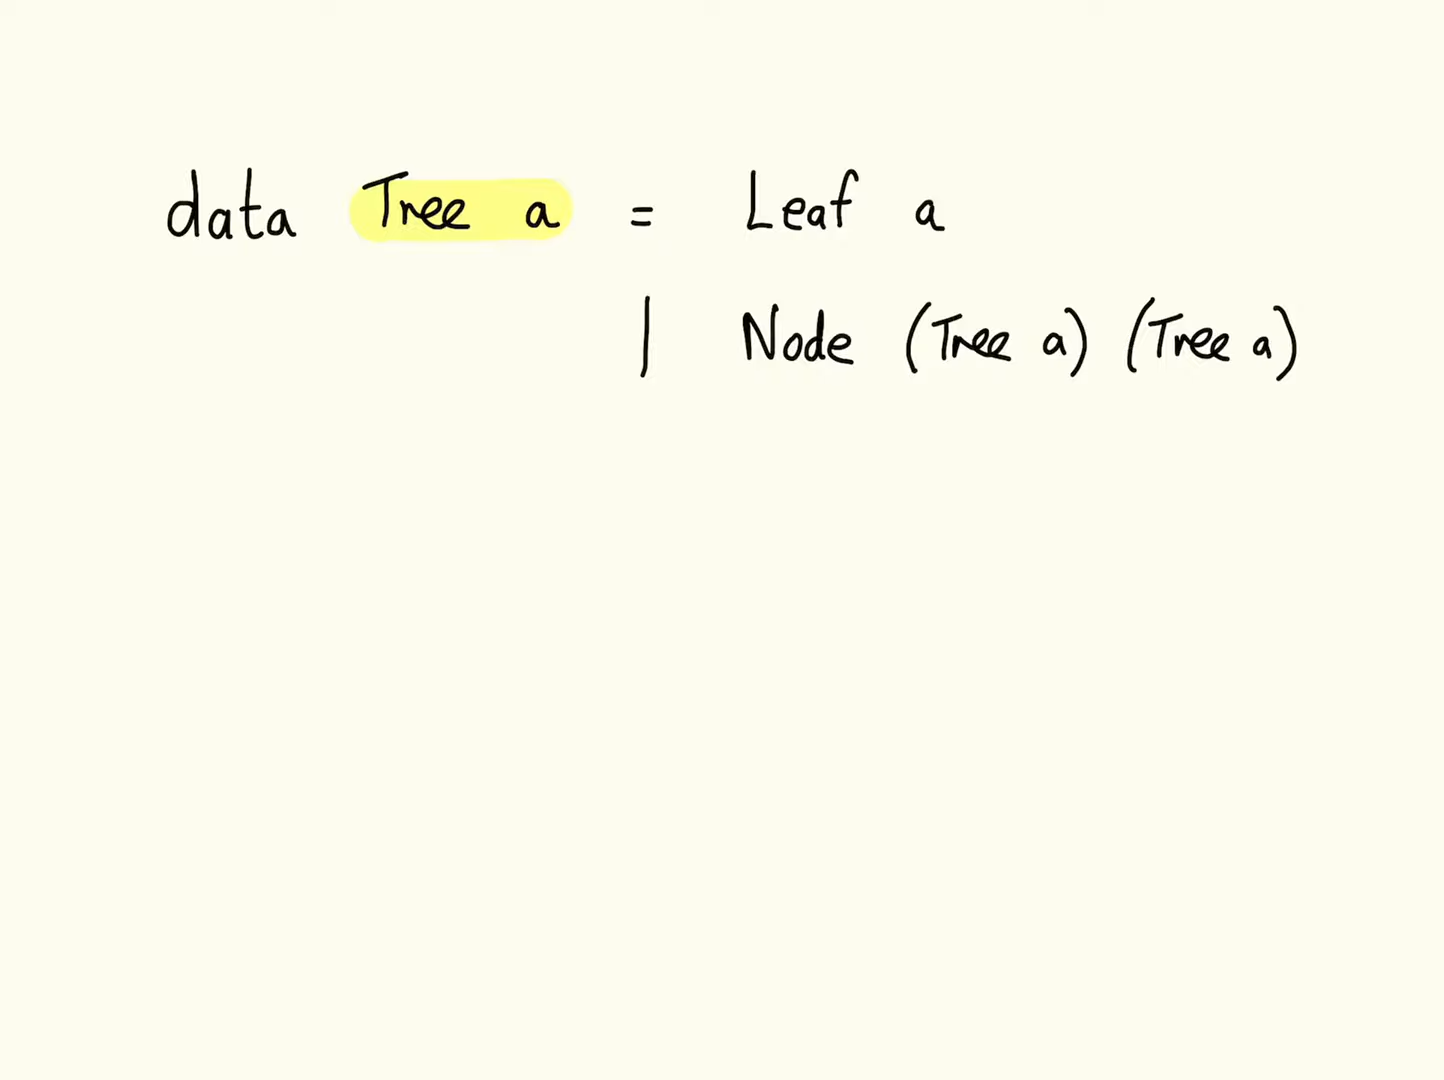 data Tree a = Leaf a
| Node (Tree a) (Tree a)